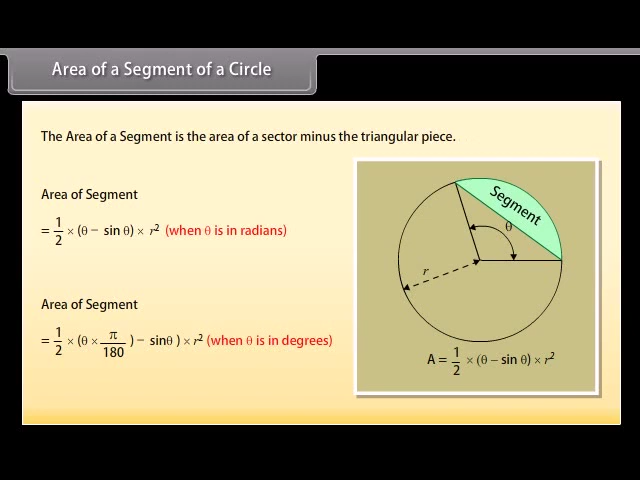 Area of a Segment of a Circle
The Area of a Segment is the area of a sector minus the triangular piece.
Area of Segment
= 1/2 × (θ − sin θ) × r² (when θ is in radians)
Area of Segment
= 1/2 × (θ × π/180 ) − sinθ ) × r² (when θ is in degrees)
Segment
θ
r
A = 1/2 × (θ − sin θ) × r²